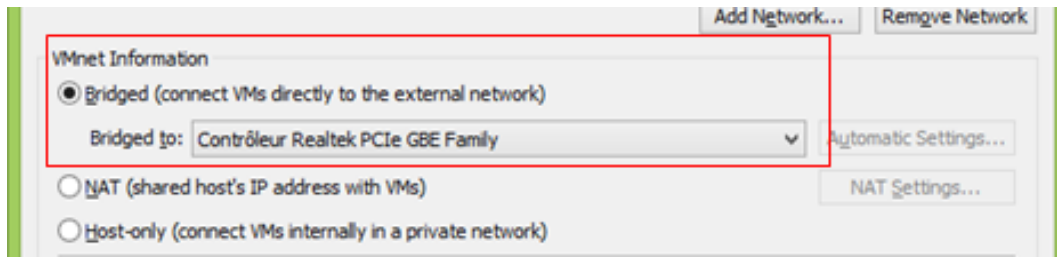 Add Network... Remove Network
VMnet Information
Bridged (connect VMs directly to the external network)
Bridged to: Contrôleur Realtek PCIe GBE Family Automatic Settings...
NAT (shared host's IP address with VMs) NAT Settings...
Host-only (connect VMs internally in a private network)